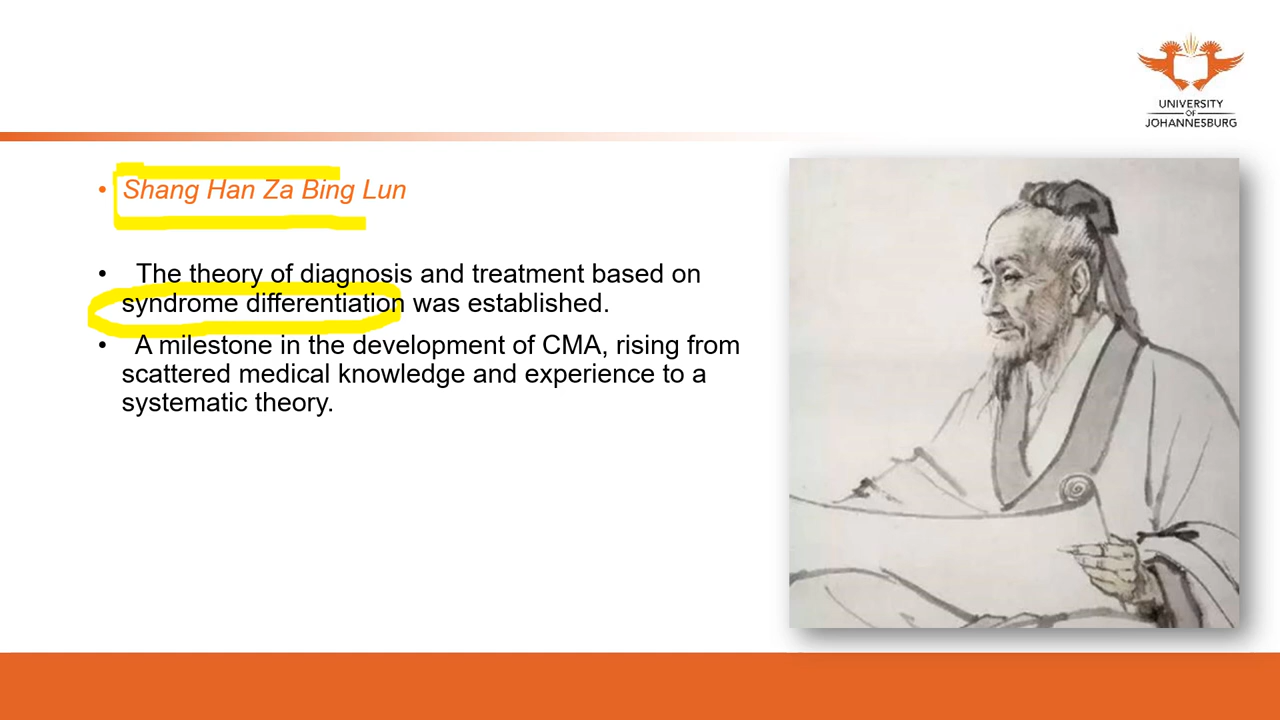 UNIVERSITY
OF
JOHANNESBURG
• Shang Han Za Bing Lun
• The theory of diagnosis and treatment based on
syndrome differentiation was established.
• A milestone in the development of CMA, rising from
scattered medical knowledge and experience to a
systematic theory.